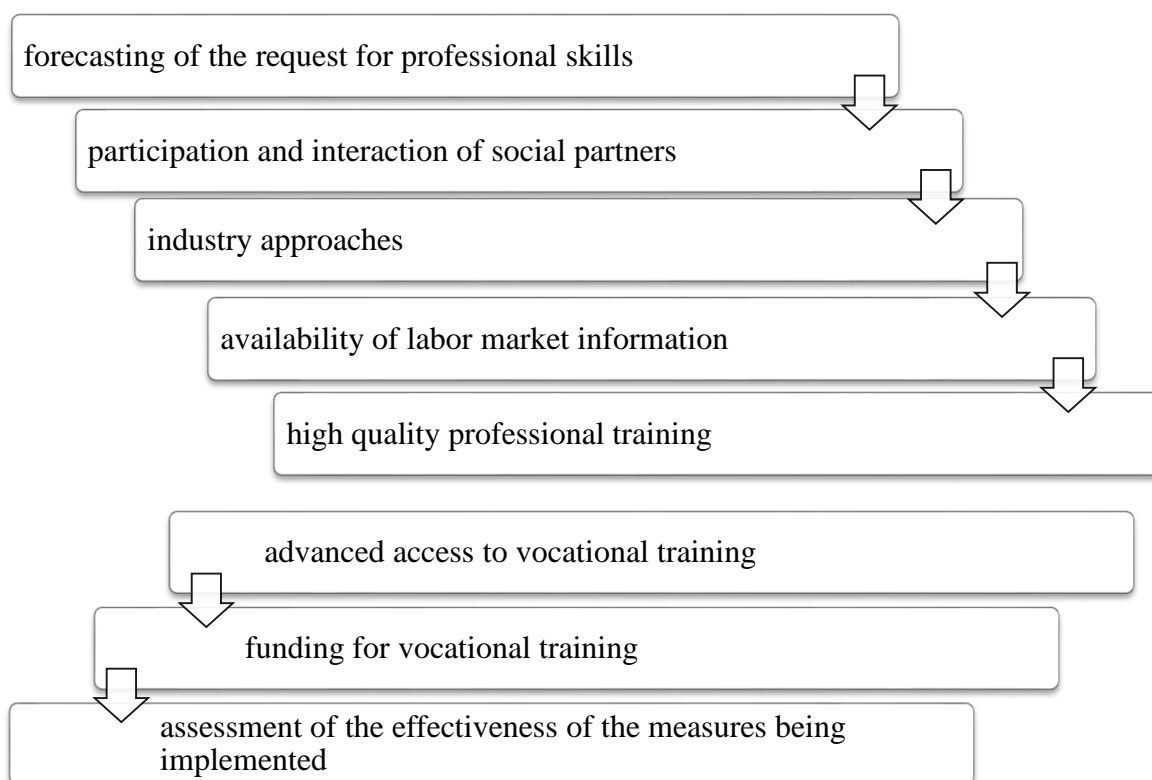 forecasting of the request for professional skills
participation and interaction of social partners
industry approaches
availability of labor market information
high quality professional training
advanced access to vocational training
funding for vocational training
assessment of the effectiveness of the measures being
implemented